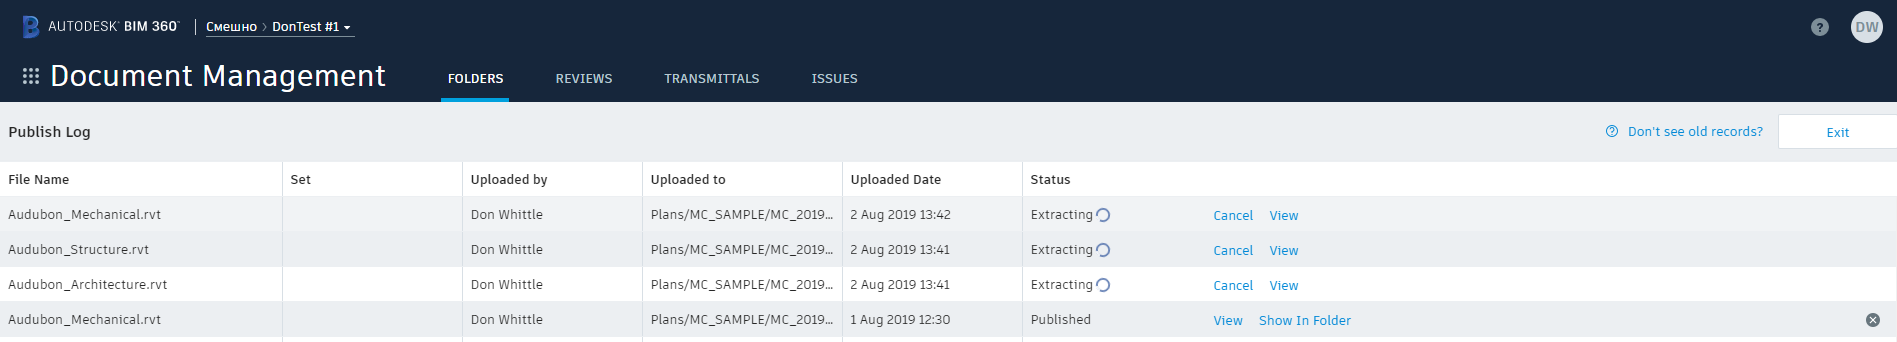 AUTODESK® BIM 360™ Смешно > DonTest #1
? DW
Document Management FOLDERS REVIEWS TRANSMITTALS ISSUES
Publish Log Don't see old records? Exit
File Name Set Uploaded by Uploaded to Uploaded Date Status
Audubon_Mechanical.rvt Don Whittle Plans/MC_SAMPLE/MC_2019... 2 Aug 2019 13:42 Extracting Cancel View
Audubon_Structure.rvt Don Whittle Plans/MC_SAMPLE/MC_2019... 2 Aug 2019 13:41 Extracting Cancel View
Audubon_Architecture.rvt Don Whittle Plans/MC_SAMPLE/MC_2019... 2 Aug 2019 13:41 Extracting Cancel View
Audubon_Mechanical.rvt Don Whittle Plans/MC_SAMPLE/MC_2019... 1 Aug 2019 12:30 Published View Show In Folder